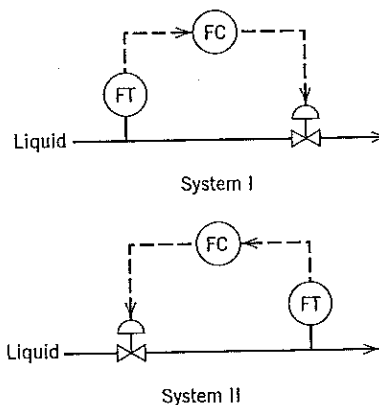 FC
FT
Liquid
System I
FC
FT
Liquid
System II